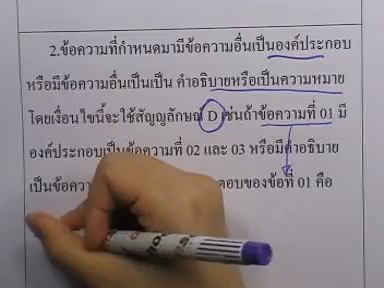 2.ข้อความที่กำหนดมามีข้อความอื่นเป็นองค์ประกอบ
หรือมีข้อความอื่นเป็นเป็น คำอธิบายหรือเป็นความหมาย
โดยเงื่อนไขนี้จะใช้สัญญูลักษณ์ D เช่นถ้าข้อความที่ 01 มี
องค์ประกอบเป็นข้อความที่ 02 และ 03 หรือมีคำอธิบาย
เป็นข้อควา ตอบของข้อที่ 01 คือ